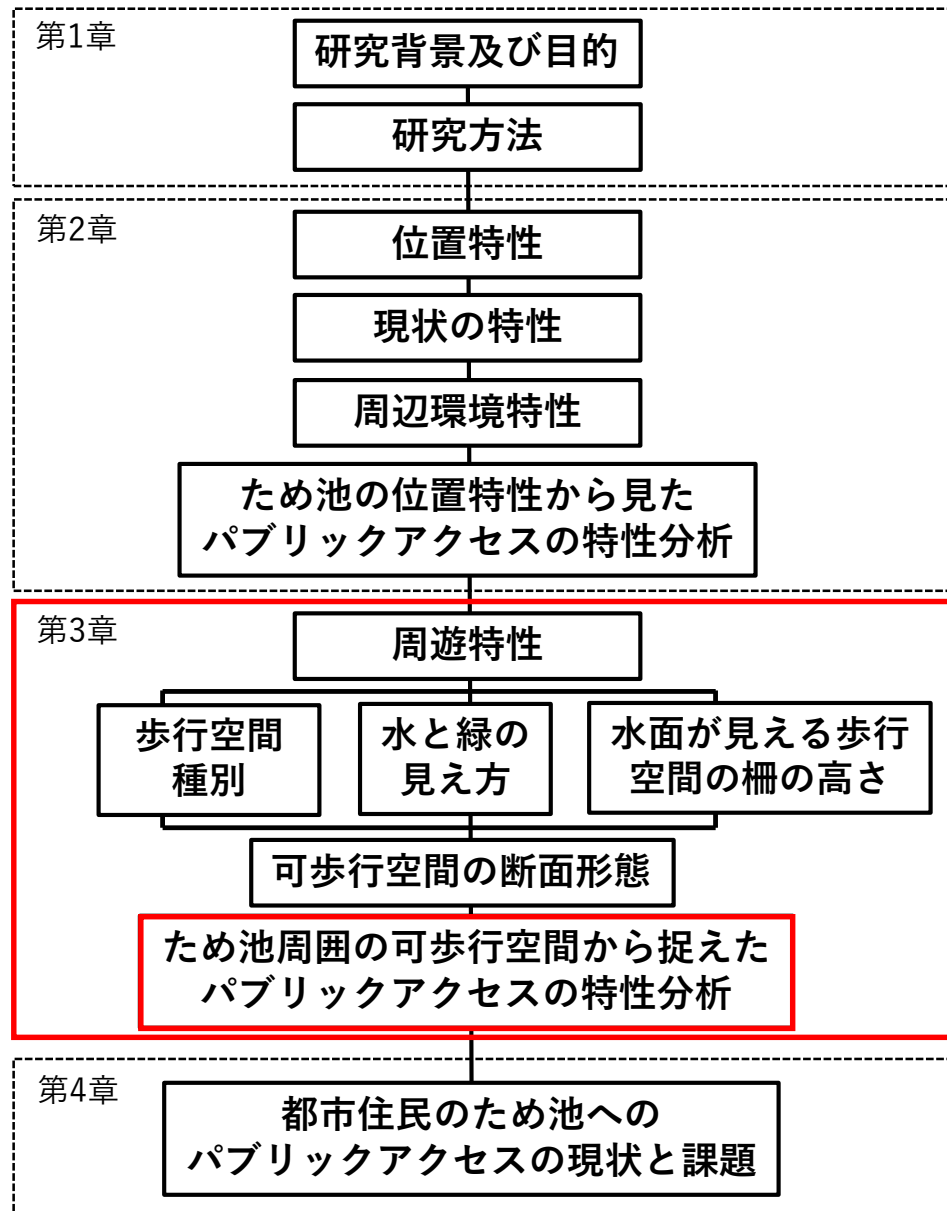 第1章
研究背景及び目的
研究方法
第2章
位置特性
現状の特性
周辺環境特性
ため池の位置特性から見た
パブリックアクセスの特性分析
第3章
周遊特性
歩行空間
種別
水と緑の
見え方
水面が見える歩行
空間の柵の高さ
可歩行空間の断面形態
ため池周囲の可歩行空間から捉えた
パブリックアクセスの特性分析
第4章
都市住民のため池への
パブリックアクセスの現状と課題